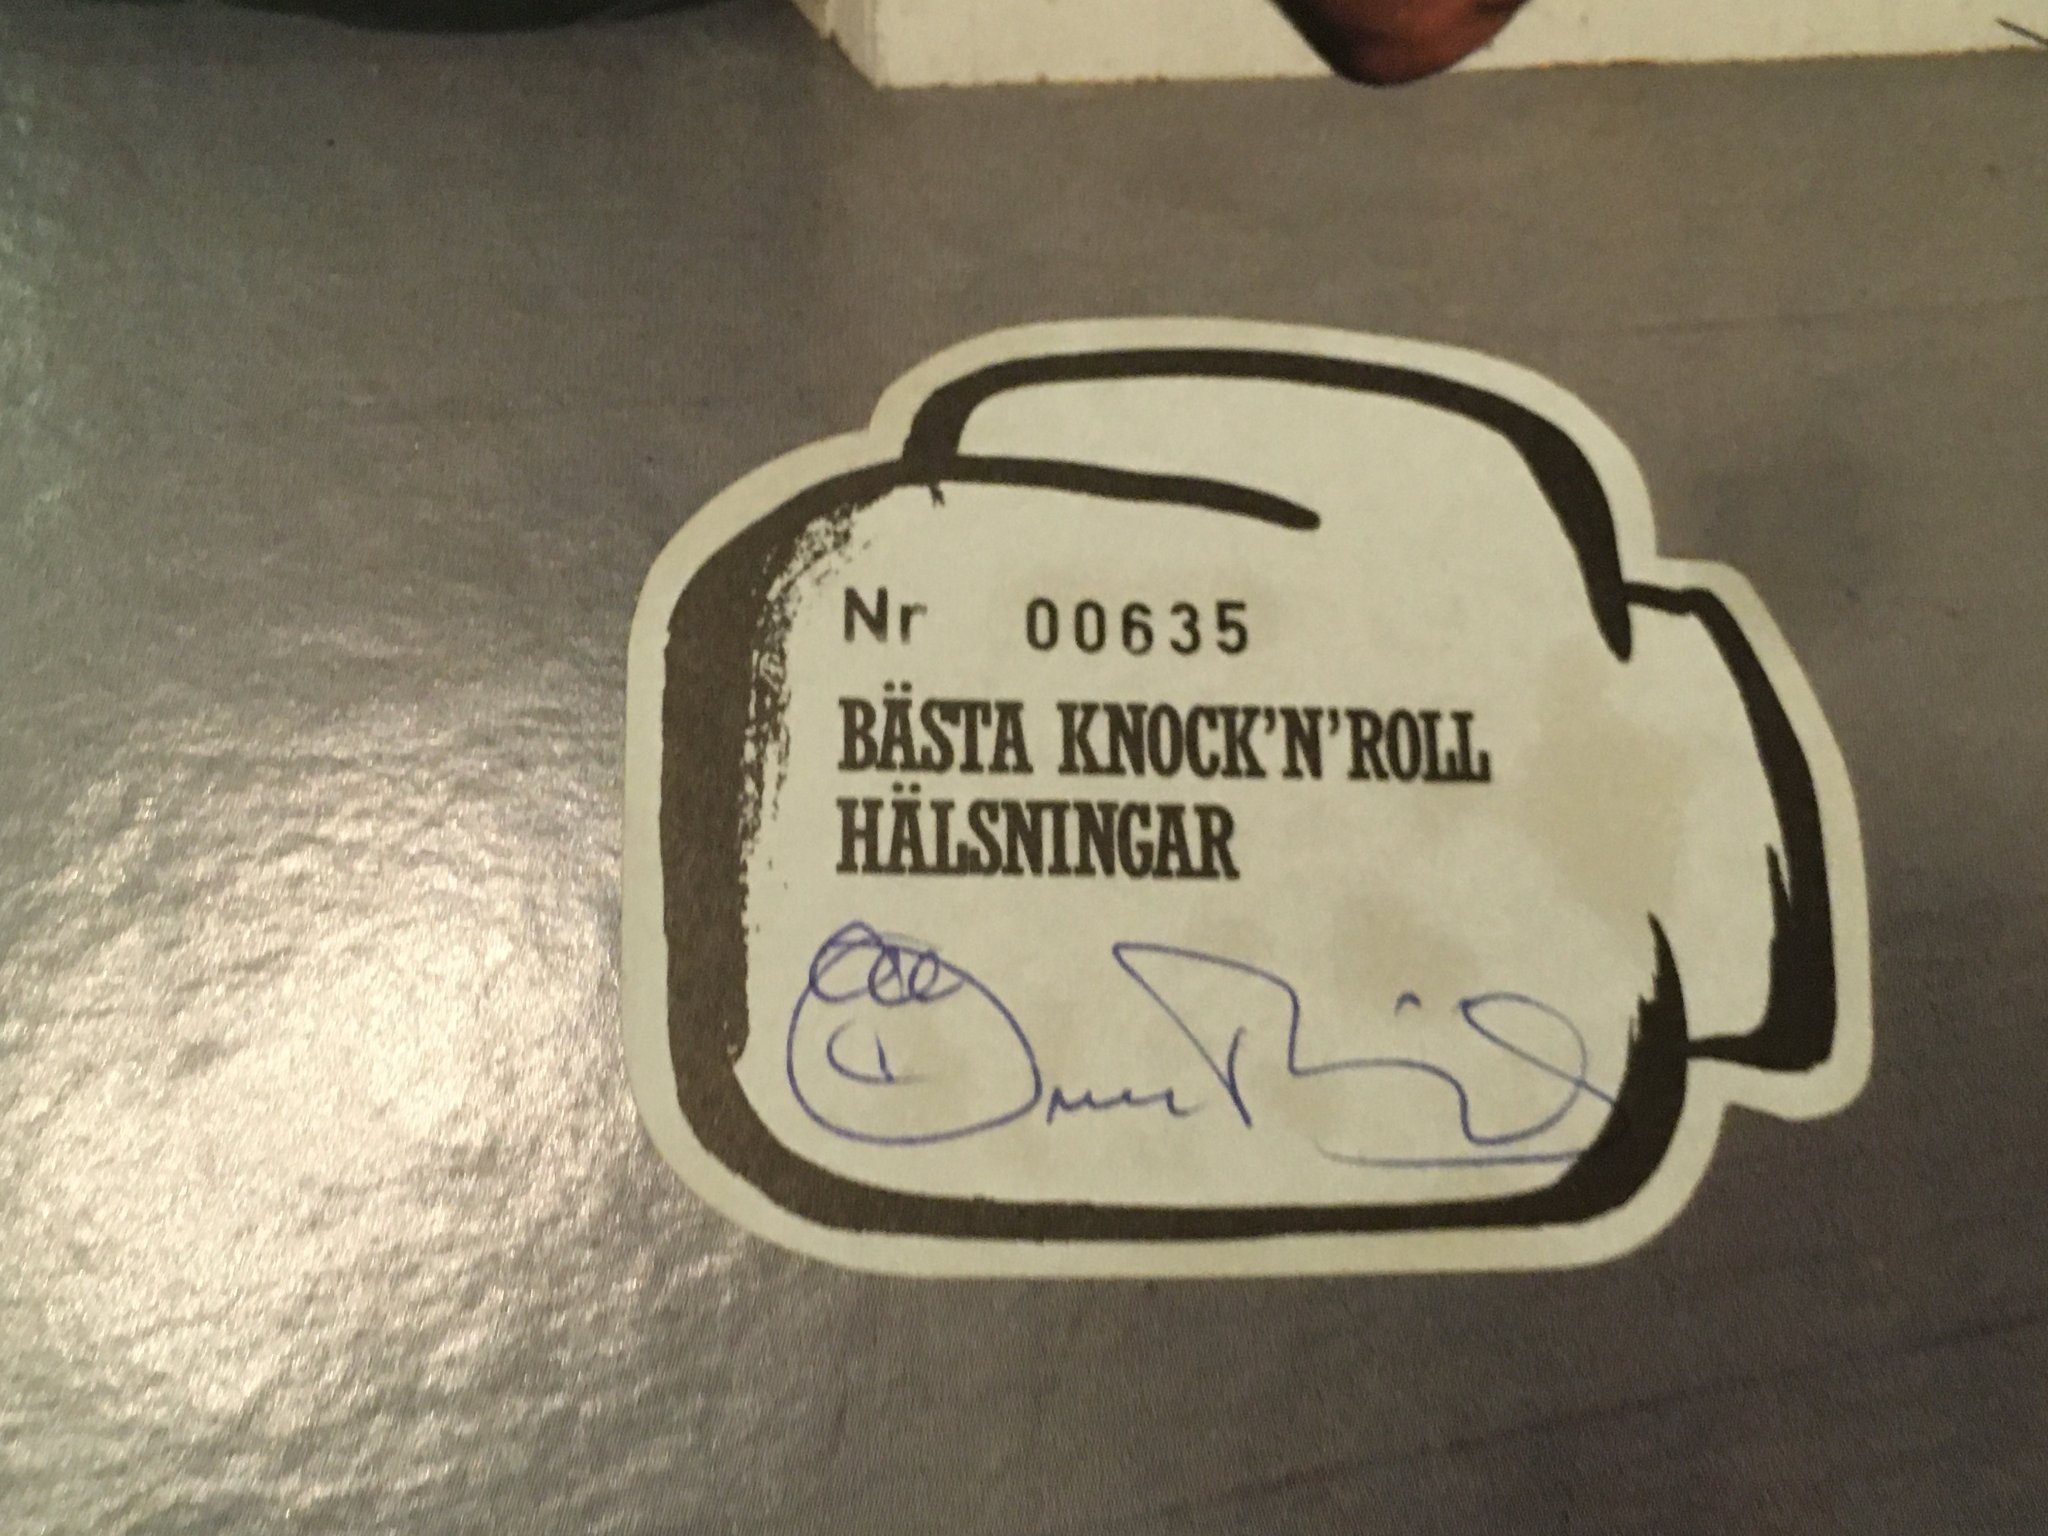 Nr 00635
BÄSTA KNOCK'N'ROLL
HÄLSNINGAR